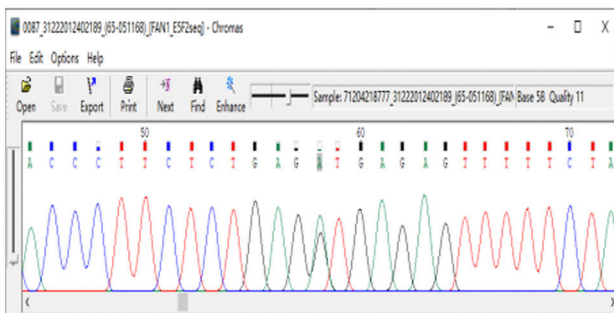 0087_31222012402189_(65-051168)_[FAN1_E5F2seq] - Chromas
File Edit Options Help
Open Save Export Print Next Find Enhance Sample: 71204218777_31222012402189_(65-051168)_[FAN Base 58 Quality 11
50 60 70
A C C C T T C T C T G A G A T G A G A G T T T T T C T A